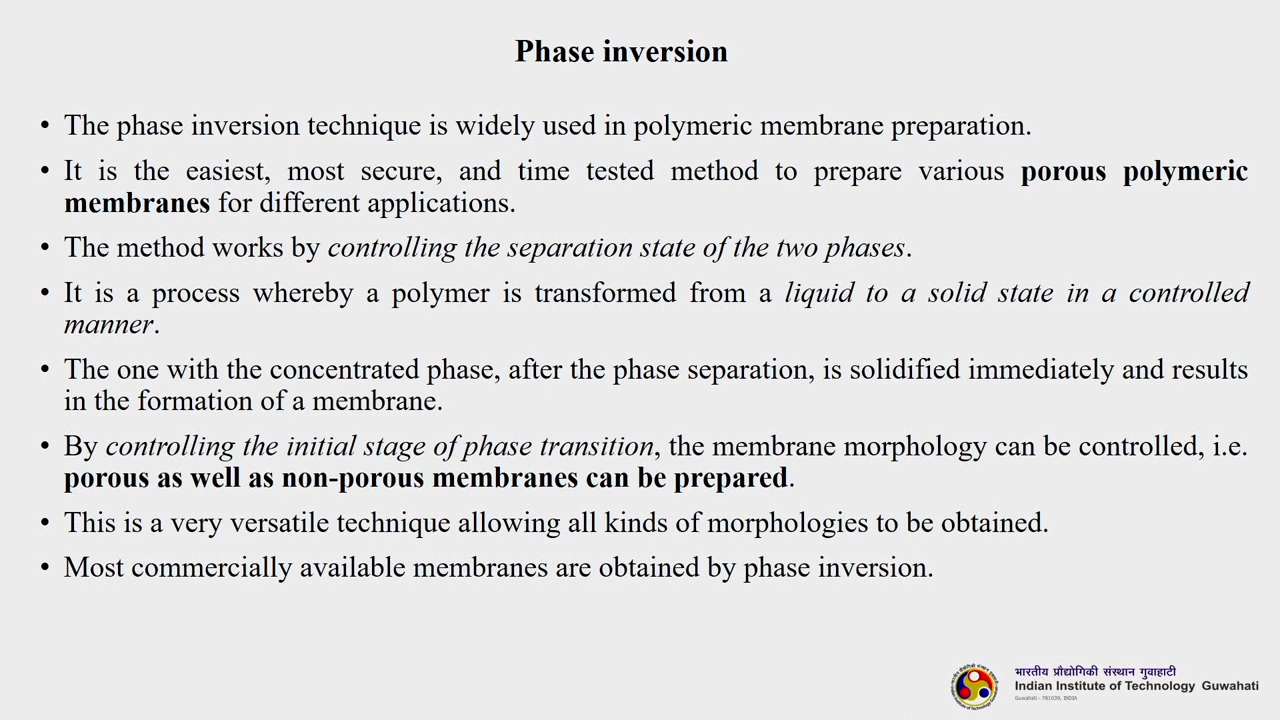 Phase inversion
• The phase inversion technique is widely used in polymeric membrane preparation.
• It is the easiest, most secure, and time tested method to prepare various porous polymeric
membranes for different applications.
• The method works by controlling the separation state of the two phases.
• It is a process whereby a polymer is transformed from a liquid to a solid state in a controlled
manner.
• The one with the concentrated phase, after the phase separation, is solidified immediately and results
in the formation of a membrane.
• By controlling the initial stage of phase transition, the membrane morphology can be controlled, i.e.
porous as well as non-porous membranes can be prepared.
• This is a very versatile technique allowing all kinds of morphologies to be obtained.
• Most commercially available membranes are obtained by phase inversion.
भारतीय प्रौद्योगिकी संस्थान गुवाहाटी
Indian Institute of Technology Guwahati
Guwahati - 781039, INDIA